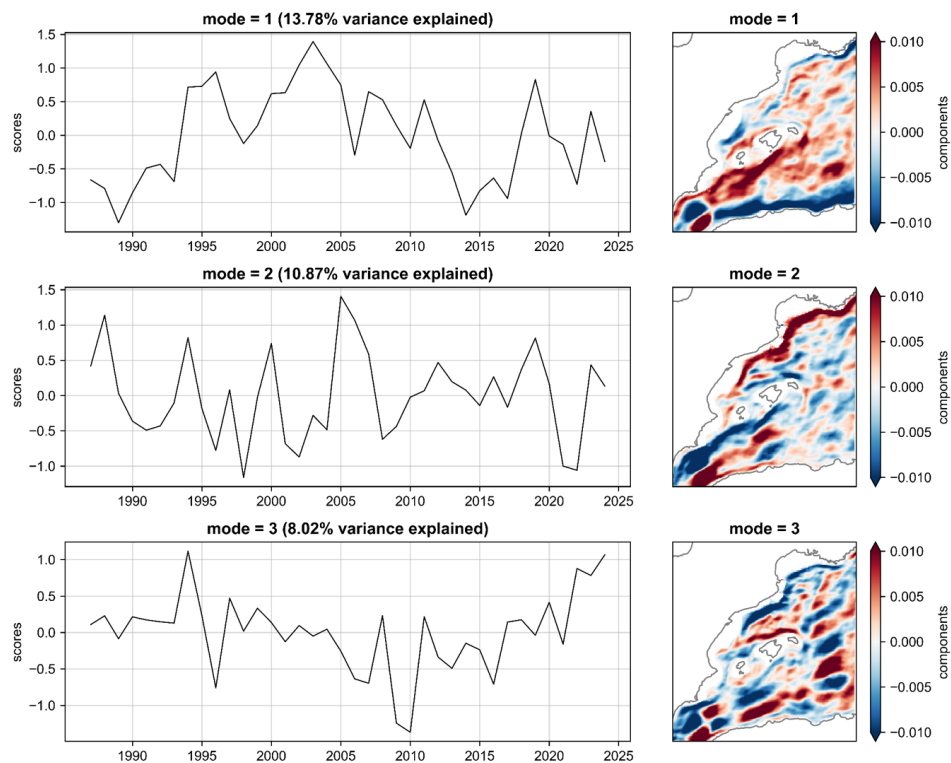 mode = 1 (13.78% variance explained)
mode = 1
1.5
1.0
0.5
0.0
−0.5
−1.0
scores
1990 1995 2000 2005 2010 2015 2020 2025
0.010
0.005
0.000
−0.005
−0.010
components
mode = 2 (10.87% variance explained)
mode = 2
1.5
1.0
0.5
0.0
−0.5
−1.0
scores
1990 1995 2000 2005 2010 2015 2020 2025
0.010
0.005
0.000
−0.005
−0.010
components
mode = 3 (8.02% variance explained)
mode = 3
1.0
0.5
0.0
−0.5
−1.0
scores
1990 1995 2000 2005 2010 2015 2020 2025
0.010
0.005
0.000
−0.005
−0.010
components